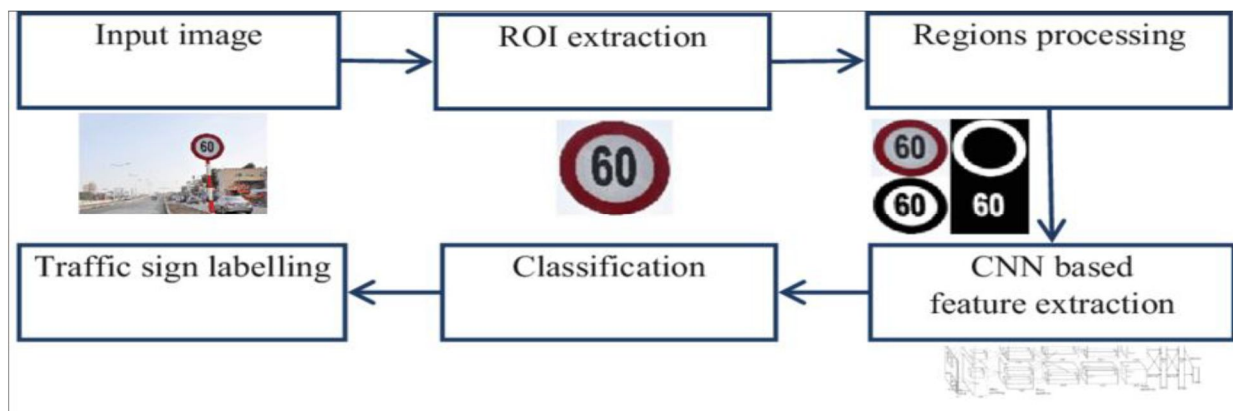 Input image
ROI extraction
Regions processing
60
60
60
60
60
Traffic sign labelling
Classification
CNN based
feature extraction